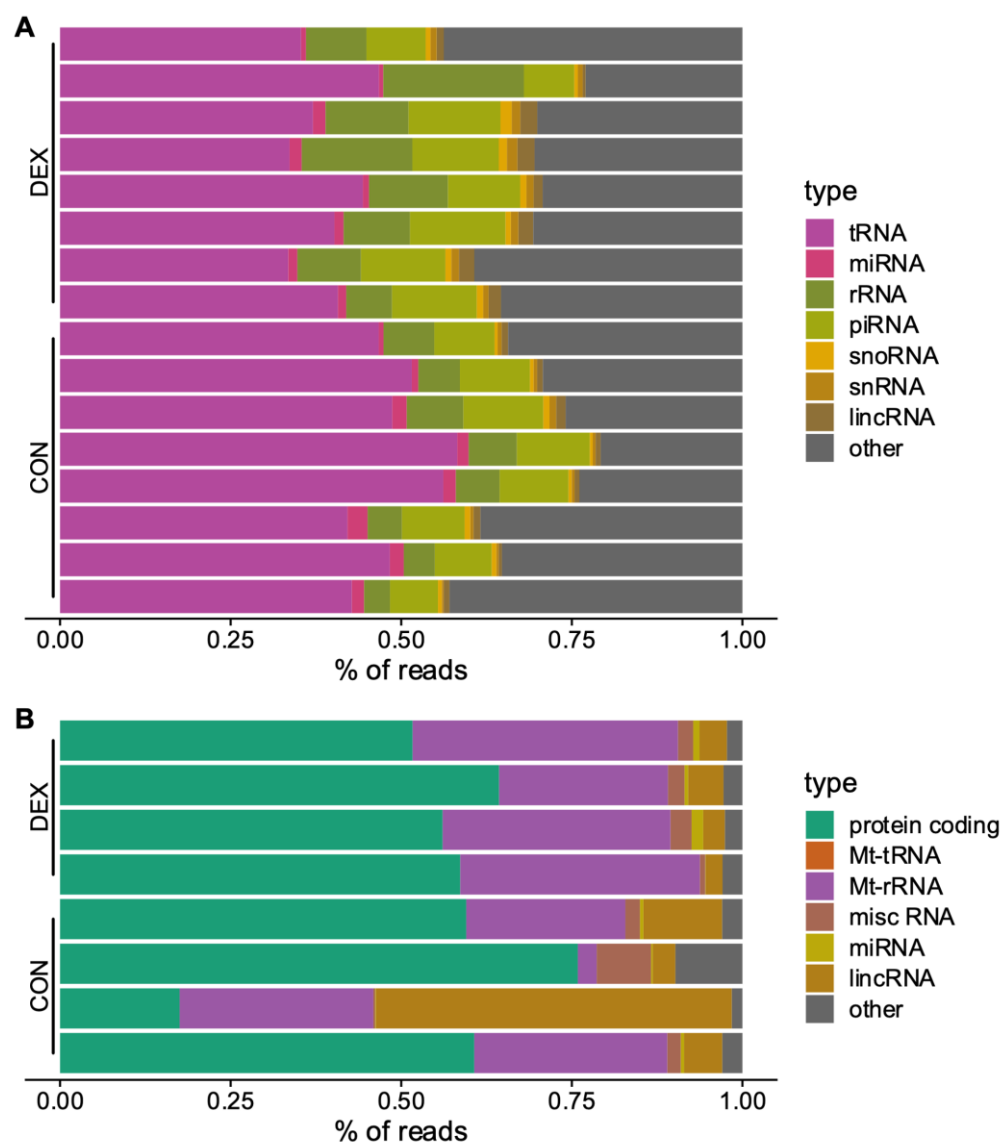 A
DEX
CON
type
tRNA
miRNA
rRNA
piRNA
snoRNA
snRNA
lincRNA
other
0.00 0.25 0.50 0.75 1.00
% of reads
B
DEX
CON
type
protein coding
Mt-tRNA
Mt-rRNA
misc RNA
miRNA
lincRNA
other
0.00 0.25 0.50 0.75 1.00
% of reads